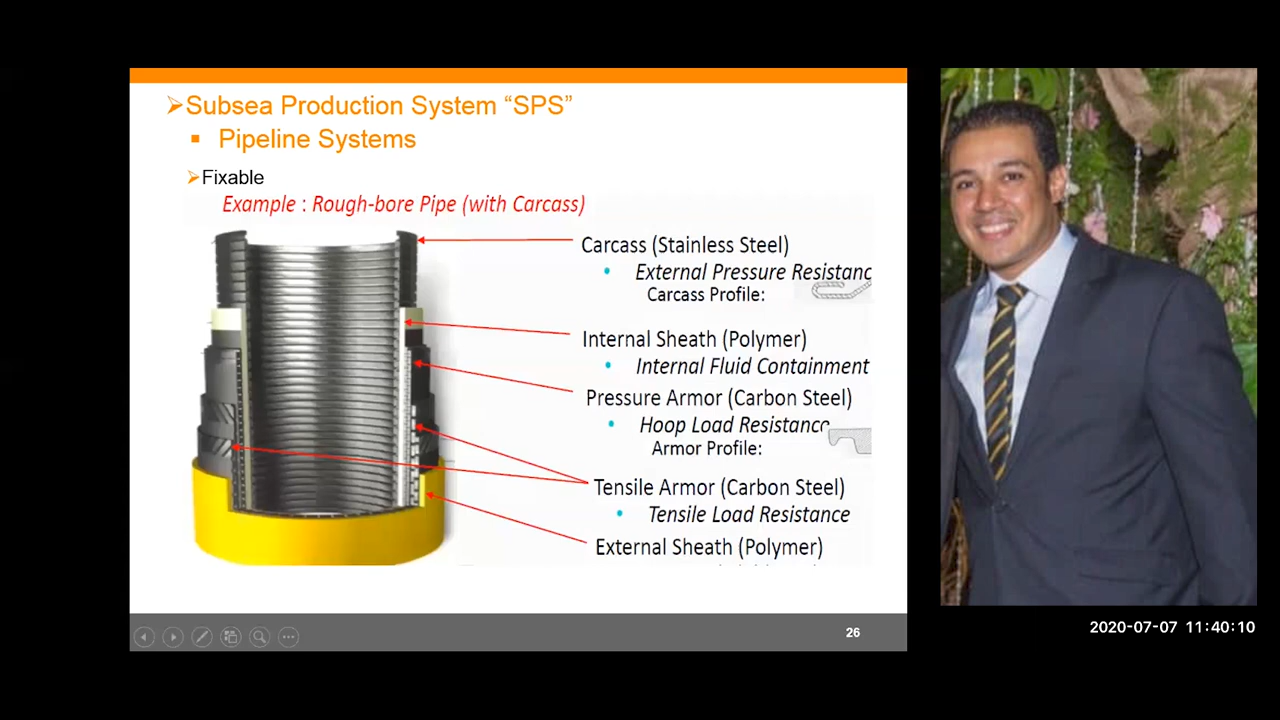 ➢Subsea Production System “SPS”
▪ Pipeline Systems
➢Fixable
Example : Rough-bore Pipe (with Carcass)
Carcass (Stainless Steel)
• External Pressure Resistanc
Carcass Profile:
Internal Sheath (Polymer)
• Internal Fluid Containment
Pressure Armor (Carbon Steel)
• Hoop Load Resistance
Armor Profile:
Tensile Armor (Carbon Steel)
• Tensile Load Resistance
External Sheath (Polymer)
26
2020-07-07 11:40:10